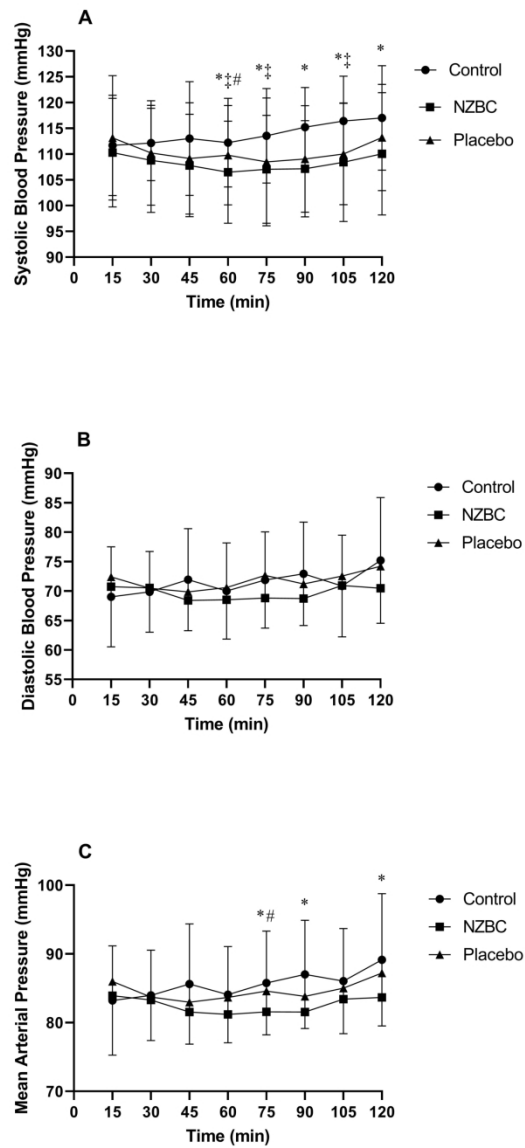 A
Systolic Blood Pressure (mmHg)
130
125
120
115
110
105
100
95
90
*‡#
*‡
*
*‡
*
0 15 30 45 60 75 90 105 120
Time (min)
Control
NZBC
Placebo
B
Diastolic Blood Pressure (mmHg)
90
85
80
75
70
65
60
55
0 15 30 45 60 75 90 105 120
Time (min)
Control
NZBC
Placebo
C
Mean Arterial Pressure (mmHg)
100
90
80
70
*#
*
*
0 15 30 45 60 75 90 105 120
Time (min)
Control
NZBC
Placebo